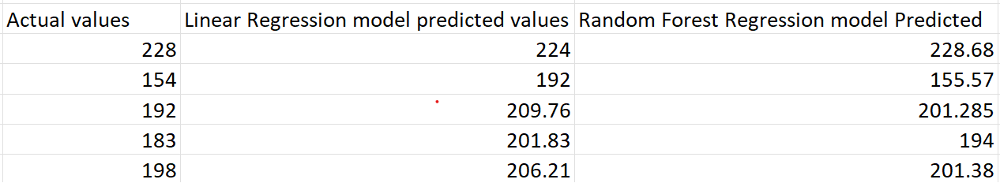 Actual values Linear Regression model predicted values Random Forest Regression model Predicted
228 224 228.68
154 192 155.57
192 209.76 201.285
183 201.83 194
198 206.21 201.38